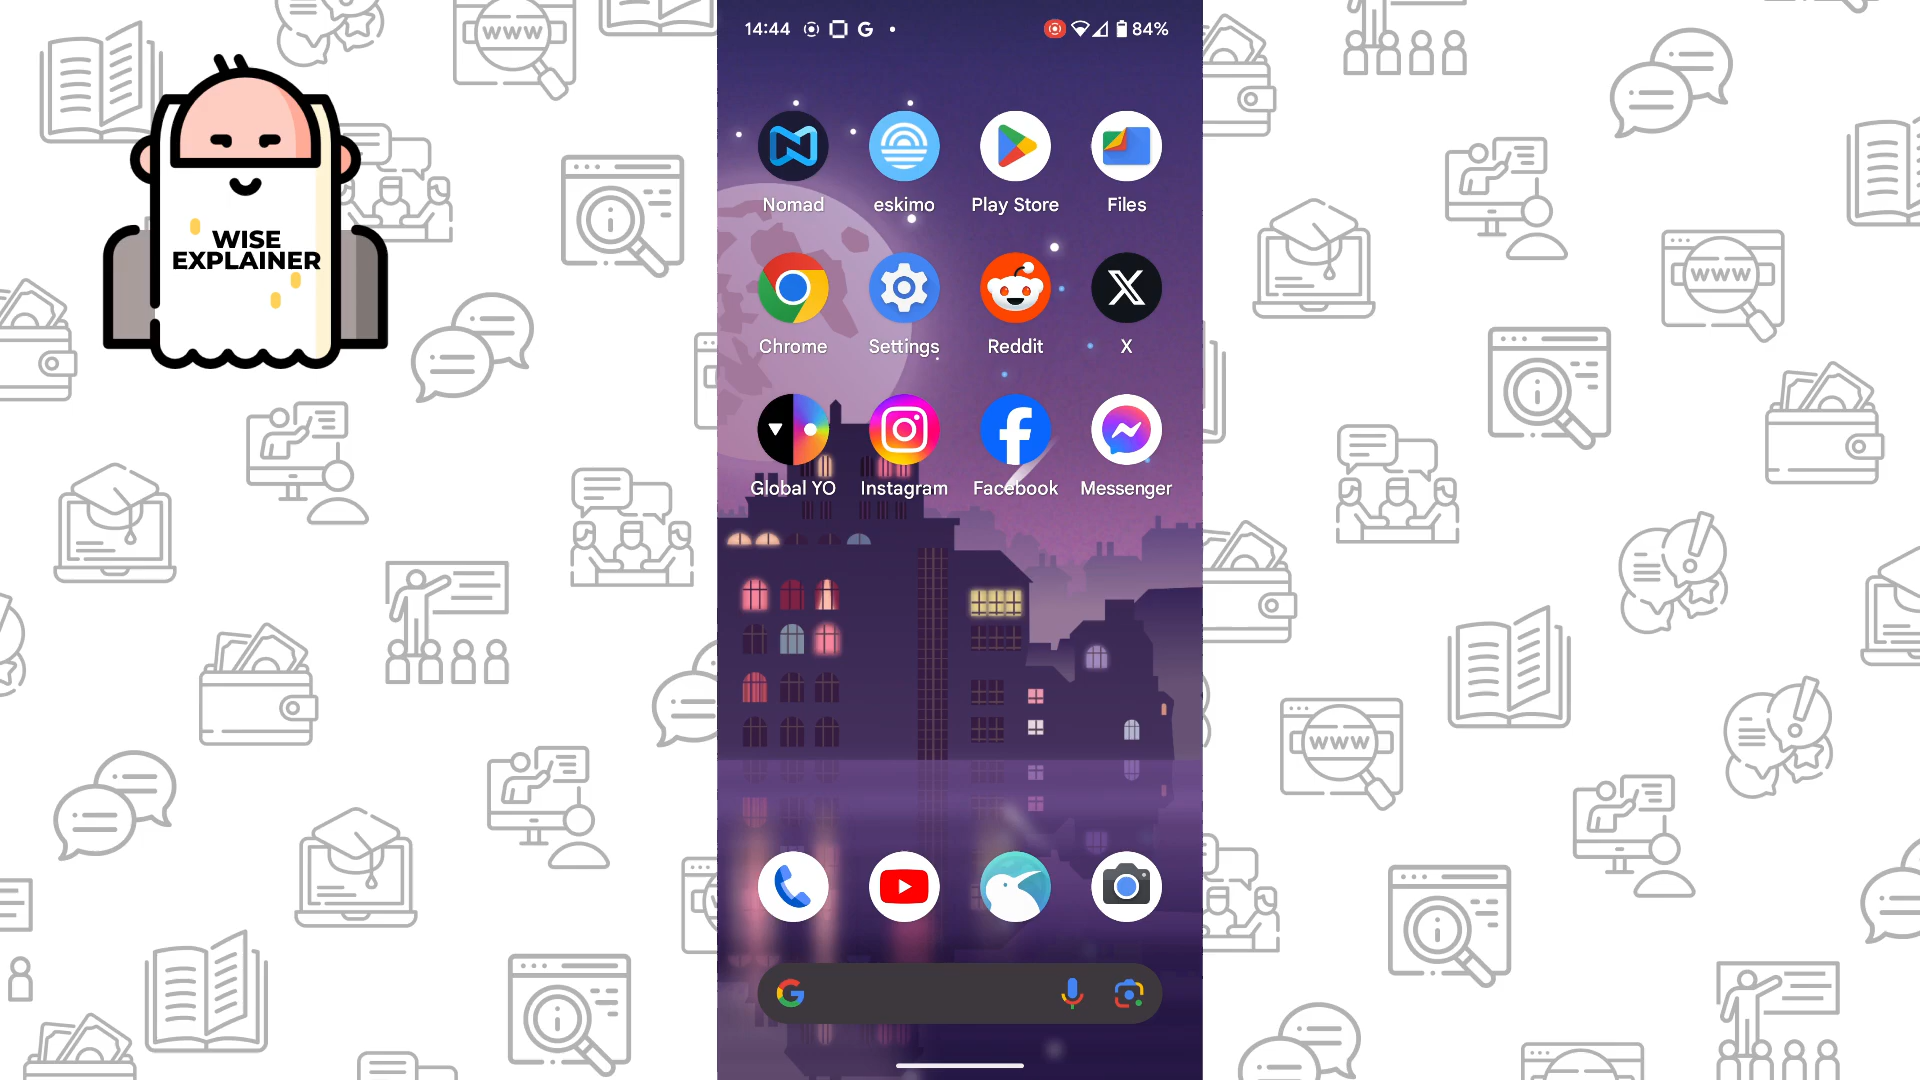 WISE
EXPLAINER
14:44
84%
Nomad
eskimo
Play Store
Files
Chrome
Settings
Reddit
X
Global YO
Instagram
Facebook
Messenger
www
www
www